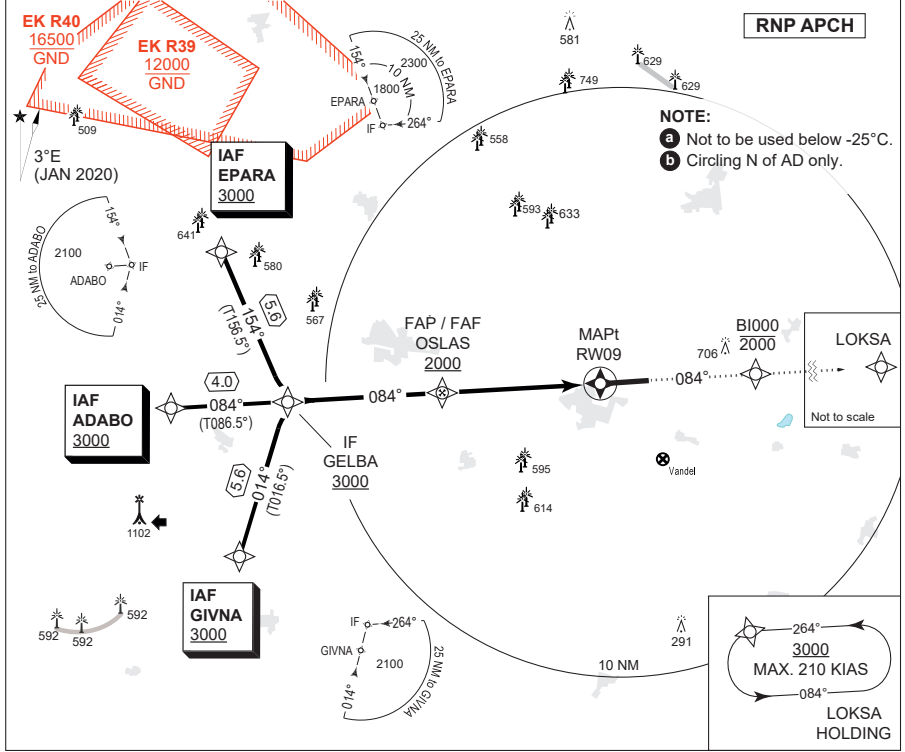 EK R40
16500
GND
EK R39
12000
GND
25 NM to EPARA
154°
10 NM
2300
1800
EPARA
IF
264°
581
RNP APCH
629
629
749
NOTE:
a Not to be used below -25°C.
b Circling N of AD only.
509
558
3°E
(JAN 2020)
IAF
EPARA
3000
593
633
25 NM to ADABO
154°
2100
ADABO
IF
014°
641
580
567
5.6
154°
(T156.5°)
FAP / FAF
OSLAS
2000
MAPt
RW09
BI000
2000
706
LOKSA
Not to scale
IAF
ADABO
3000
4.0
084°
(T086.5°)
084°
084°
IF
GELBA
3000
5.6
014°
(T016.5°)
595
614
Vandel
1102
592
592
592
IAF
GIVNA
3000
IF
264°
GIVNA
2100
014°
25 NM to GIVNA
291
10 NM
264°
3000
MAX. 210 KIAS
084°
LOKSA
HOLDING